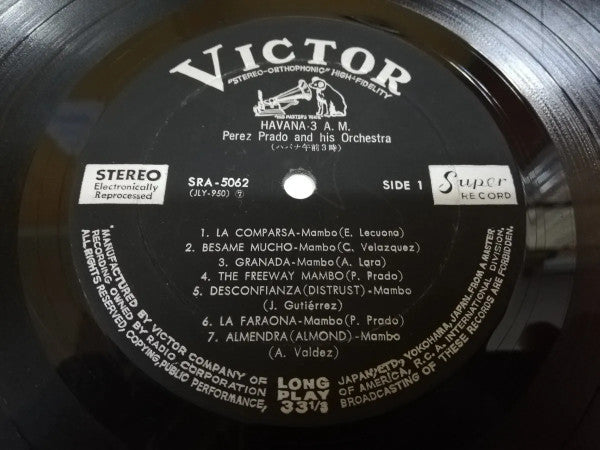 VICTOR
"STEREO-ORTHOPHONIC" HIGH-FIDELITY
"HIS MASTER'S VOICE"
HAVANA-3 A.M.
Perez Prado and his Orchestra
(ハバナ午前3時)
STEREO
Electronically
Reprocessed
SRA-5062
(JLY-950)
SIDE 1
Super
RECORD
1. LA COMPARSA-Mambo(E. Lecuona)
2. BESAME MUCHO-Mambo(C. Velazquez)
3. GRANADA-Mambo(A. Lara)
4. THE FREEWAY MAMBO(P. Prado)
5. DESCONFIANZA(DISTRUST)-Mambo
(J. Gutiérrez)
6. LA FARAONA-Mambo(P. Prado)
7. ALMENDRA(ALMOND)-Mambo
(A. Valdez)
LONG
PLAY
33 1/3
MANUFACTURED BY VICTOR COMPANY OF JAPAN, LTD., YOKOHAMA, JAPAN, FROM A MASTER
RECORDING OWNED BY RADIO CORPORATION OF AMERICA, R.C.A. INTERNATIONAL DIVISION.
ALL RIGHTS RESERVED, COPYING, PUBLIC PERFORMANCE, BROADCASTING OF THESE RECORDS ARE FORBIDDEN.